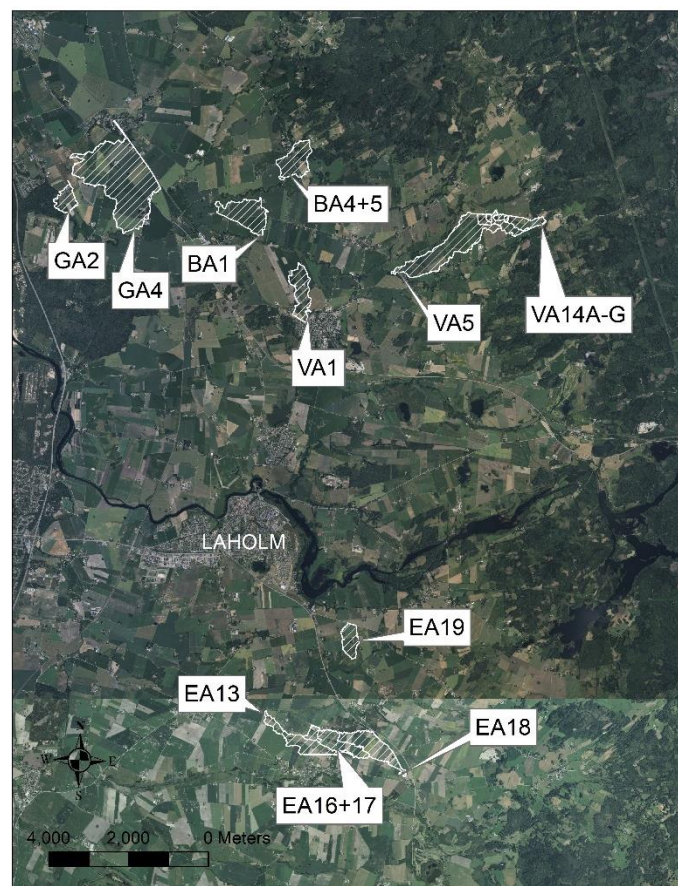 BA4+5
GA2
BA1
GA4
VA5
VA14A-G
VA1
LAHOLM
EA19
EA13
EA18
N
W
E
S
EA16+17
4,000 2,000 0 Meters